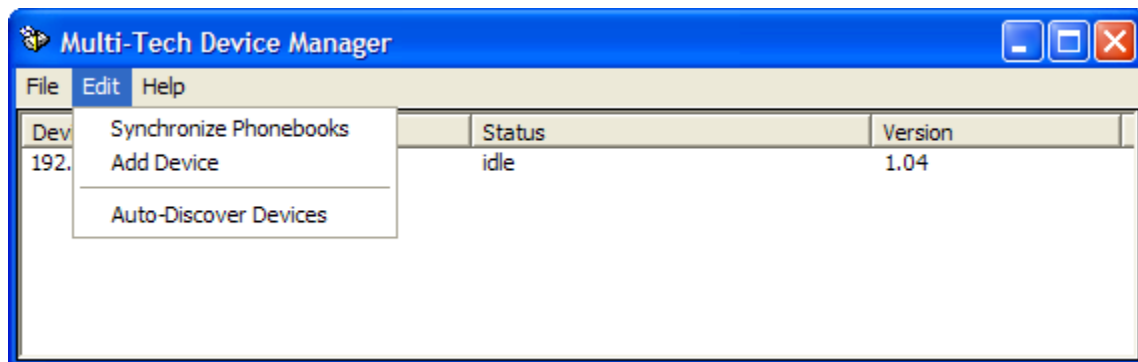 Multi-Tech Device Manager
File Edit Help
Synchronize Phonebooks
Add Device
Auto-Discover Devices
Status Version
192. idle 1.04